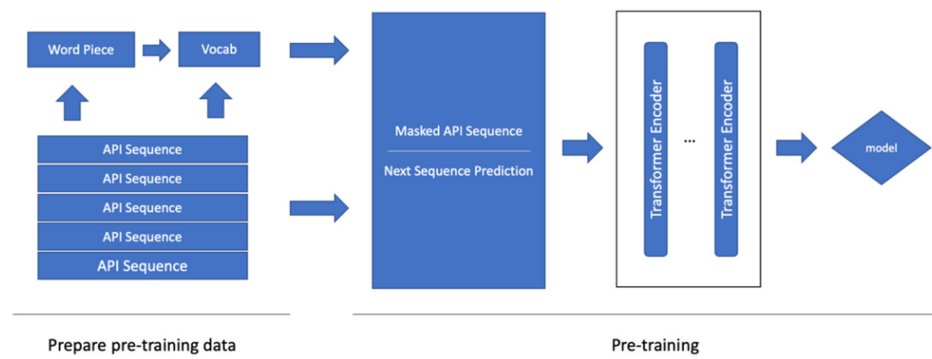 Word Piece
Vocab
API Sequence
API Sequence
API Sequence
API Sequence
API Sequence
Masked API Sequence
Next Sequence Prediction
Transformer Encoder
...
Transformer Encoder
model
Prepare pre-training data
Pre-training